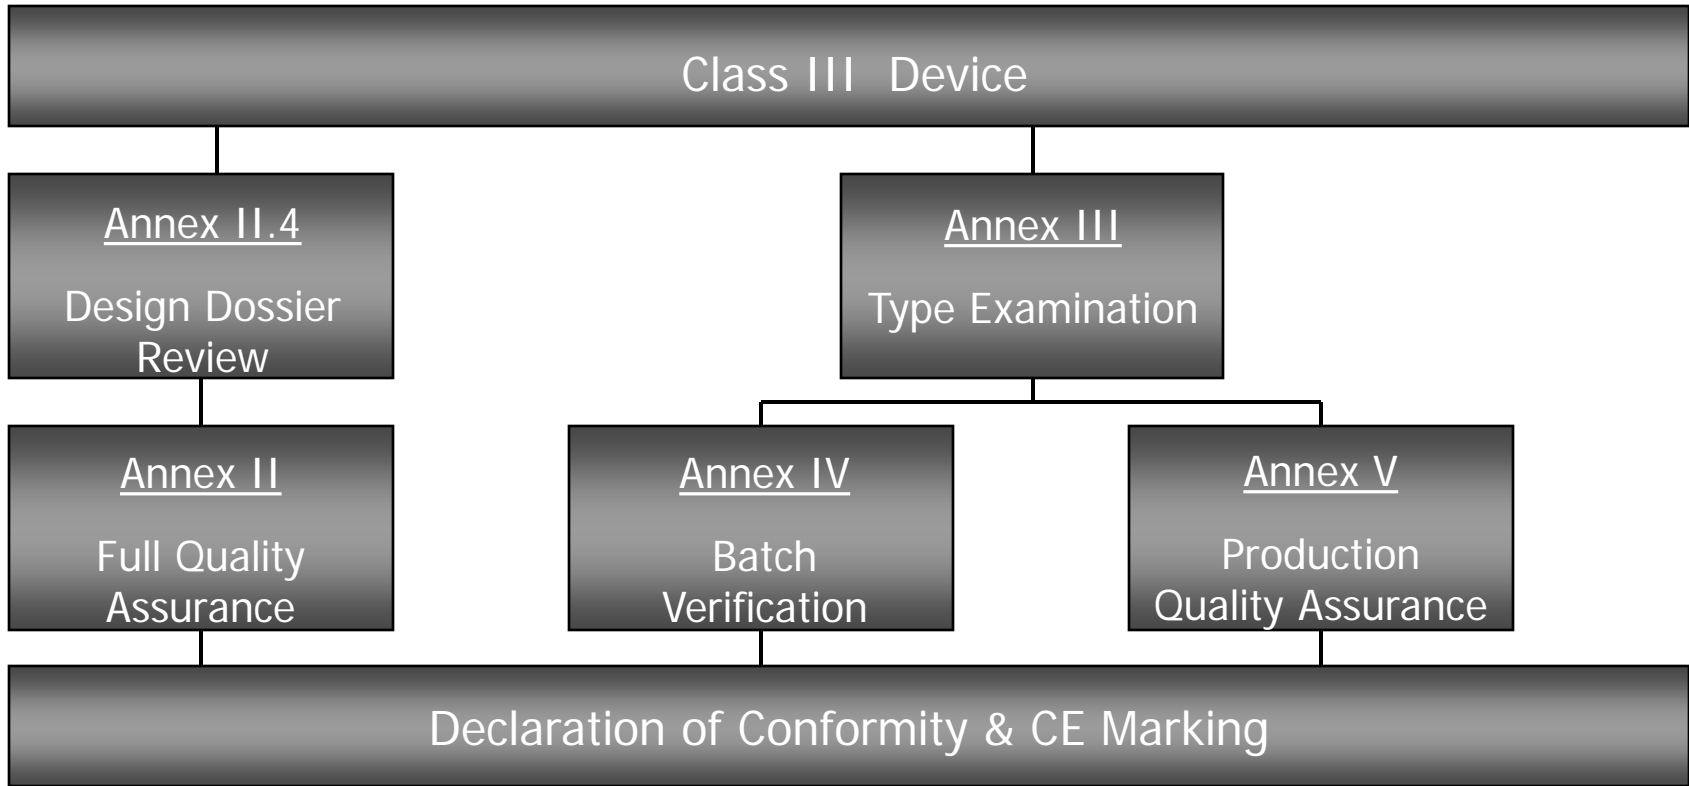 Class III Device
Annex II.4
Design Dossier
Review
Annex III
Type Examination
Annex II
Full Quality
Assurance
Annex IV
Batch
Verification
Annex V
Production
Quality Assurance
Declaration of Conformity & CE Marking